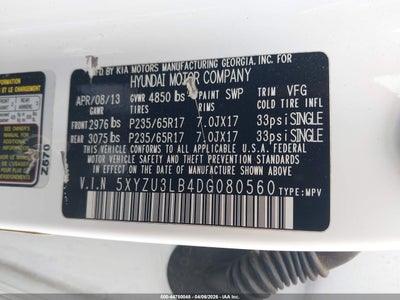 MFD BY KIA MOTORS MANUFACTURING GEORGIA, INC. FOR
HYUNDAI MOTOR COMPANY
APR/08/13 GVWR 4850 lbs PAINT SWP TRIM VFG
GAWR TIRES RIMS COLD TIRE INFL
FRONT 2976 lbs P235/65R17 7.0JX17 33psi SINGLE
REAR 3075 lbs P235/65R17 7.0JX17 33psi SINGLE
THIS VEHICLE CONFORMS TO ALL APPLICABLE
U.S.A. FEDERAL MOTOR VEHICLE SAFETY AND
THEFT PREVENTION STANDARDS IN EFFECT ON
THE DATE OF MANUFACTURE SHOWN ABOVE.
V.I.N 5XYZU3LB4DG080560 TYPE: MPV
LE CHARGEMENT
Z670